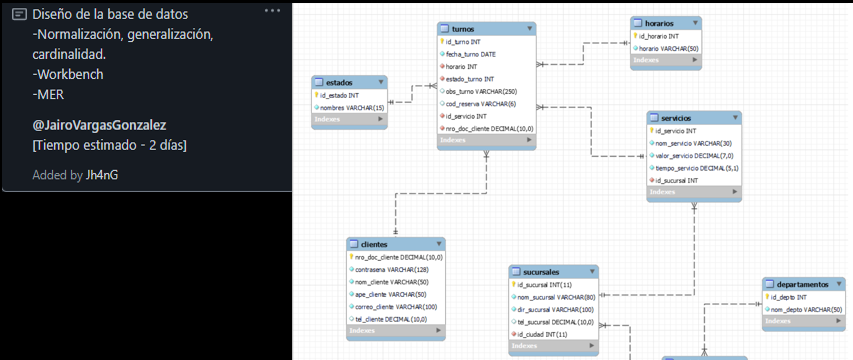 Diseño de la base de datos
-Normalización, generalización,
cardinalidad.
-Workbench
-MER
@JairoVargasGonzalez
[Tiempo estimado - 2 días]
Added by Jh4nG
turnos
id_turno INT
fecha_turno DATE
horario INT
estado_turno INT
obs_turno VARCHAR(250)
cod_reserva VARCHAR(6)
id_servicio INT
nro_doc_cliente DECIMAL(10,0)
Indexes
horarios
id_horario INT
horario VARCHAR(50)
Indexes
estados
id_estado INT
nombres VARCHAR(15)
Indexes
servicios
id_servicio INT
nom_servicio VARCHAR(30)
valor_servicio DECIMAL(7,0)
tiempo_servicio DECIMAL(5,1)
id_sucursal INT
Indexes
clientes
nro_doc_cliente DECIMAL(10,0)
contrasena VARCHAR(128)
nom_cliente VARCHAR(50)
ape_cliente VARCHAR(50)
correo_cliente VARCHAR(100)
tel_cliente DECIMAL(10,0)
Indexes
sucursales
id_sucursal INT(11)
nom_sucursal VARCHAR(80)
dir_sucursal VARCHAR(100)
tel_sucursal DECIMAL(10,0)
id_ciudad INT(11)
Indexes
departamentos
id_depto INT
nom_depto VARCHAR(50)
Indexes